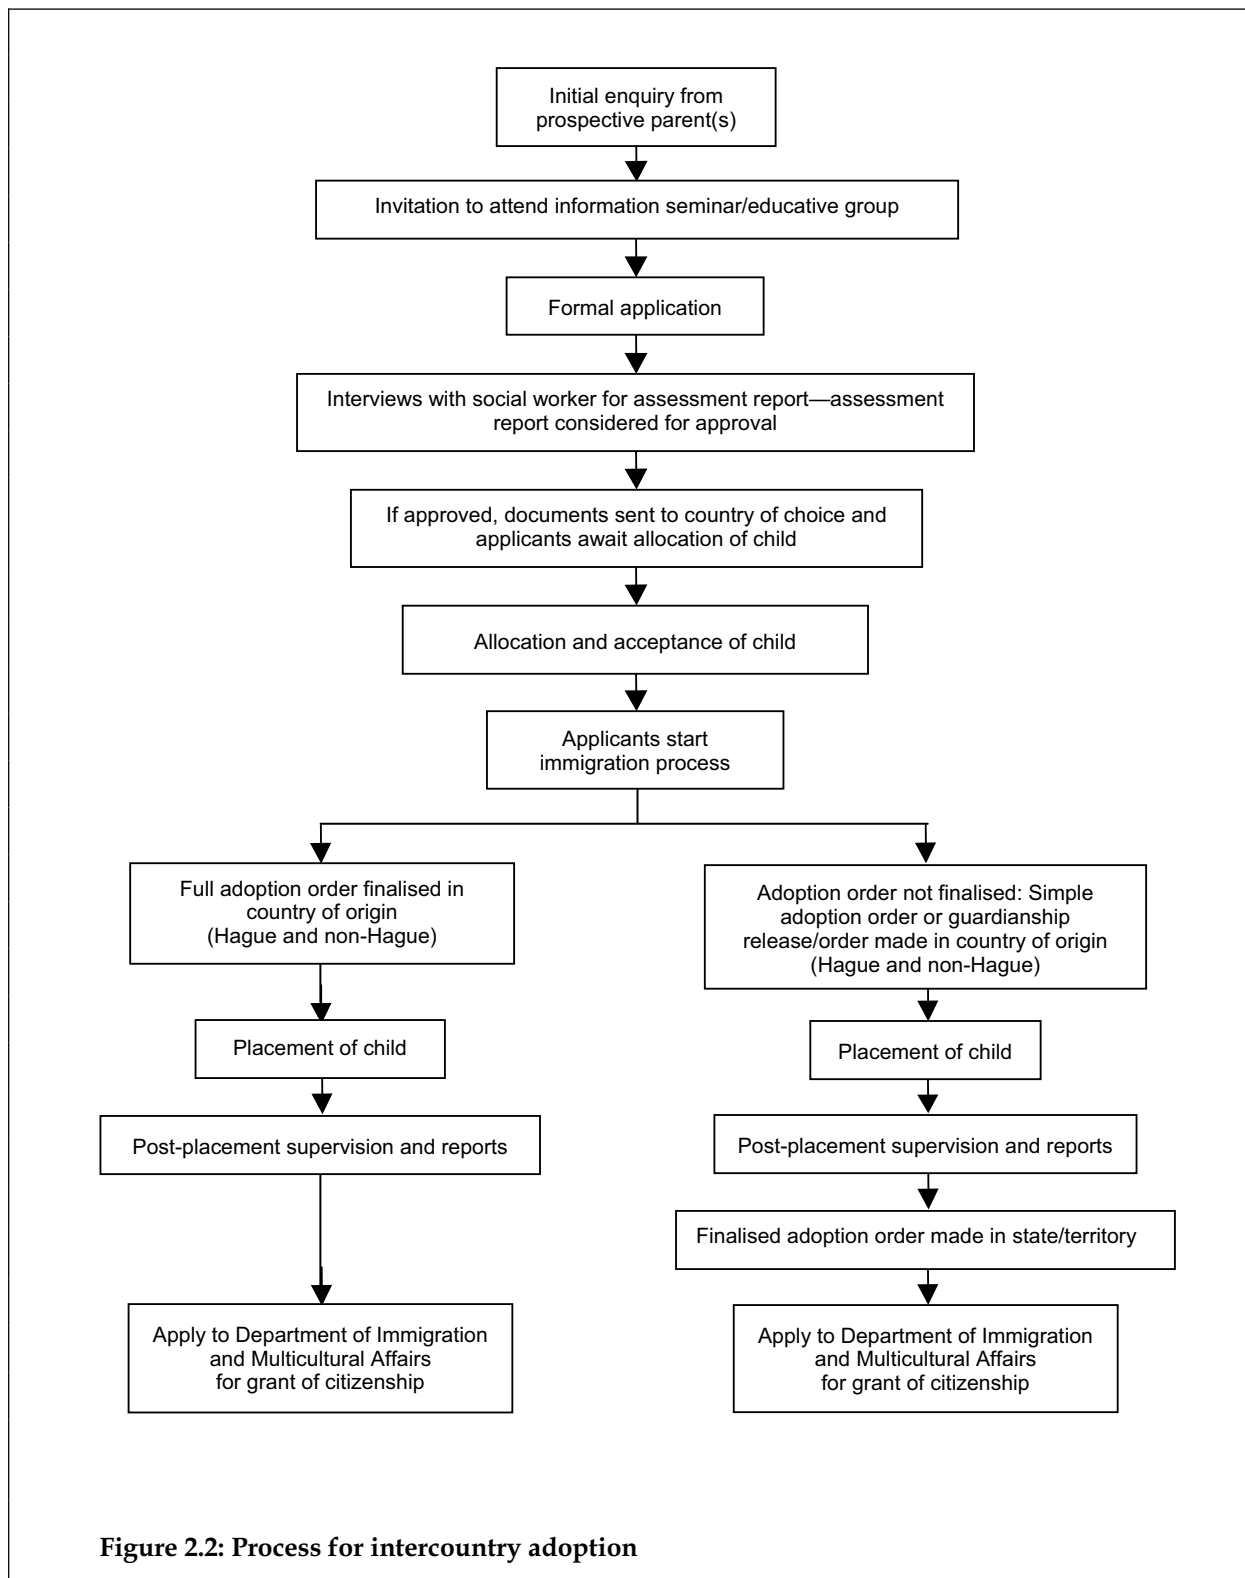 Initial enquiry from
prospective parent(s)
Invitation to attend information seminar/educative group
Formal application
Interviews with social worker for assessment report—assessment
report considered for approval
If approved, documents sent to country of choice and
applicants await allocation of child
Allocation and acceptance of child
Applicants start
immigration process
Full adoption order finalised in
country of origin
(Hague and non-Hague)
Placement of child
Post-placement supervision and reports
Apply to Department of Immigration
and Multicultural Affairs
for grant of citizenship
Adoption order not finalised: Simple
adoption order or guardianship
release/order made in country of origin
(Hague and non-Hague)
Placement of child
Post-placement supervision and reports
Finalised adoption order made in state/territory
Apply to Department of Immigration
and Multicultural Affairs
for grant of citizenship
Figure 2.2: Process for intercountry adoption